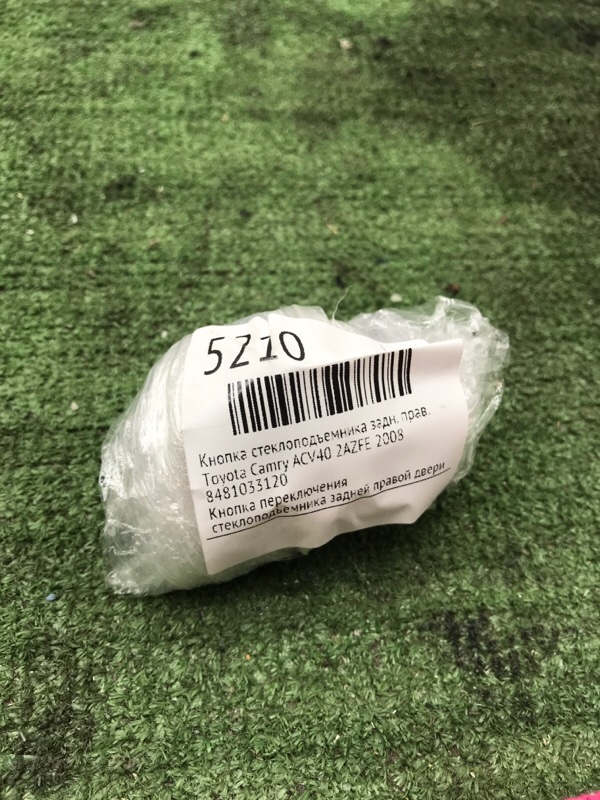 5210
Кнопка стеклоподъемника задн. прав.
Toyota Camry ACV40 2AZFE 2008
8481033120
Кнопка переключения
стеклоподъемника задней правой двери